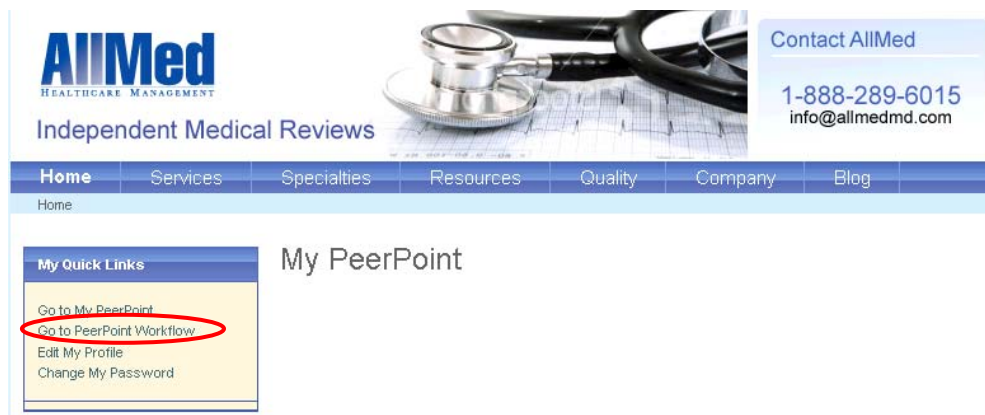 AllMed
HEALTHCARE MANAGEMENT
Independent Medical Reviews
Contact AllMed
1-888-289-6015
info@allmedmd.com
Home Services Specialties Resources Quality Company Blog
Home
My Quick Links
Go to My PeerPoint
Go to PeerPoint Workflow
Edit My Profile
Change My Password
My PeerPoint